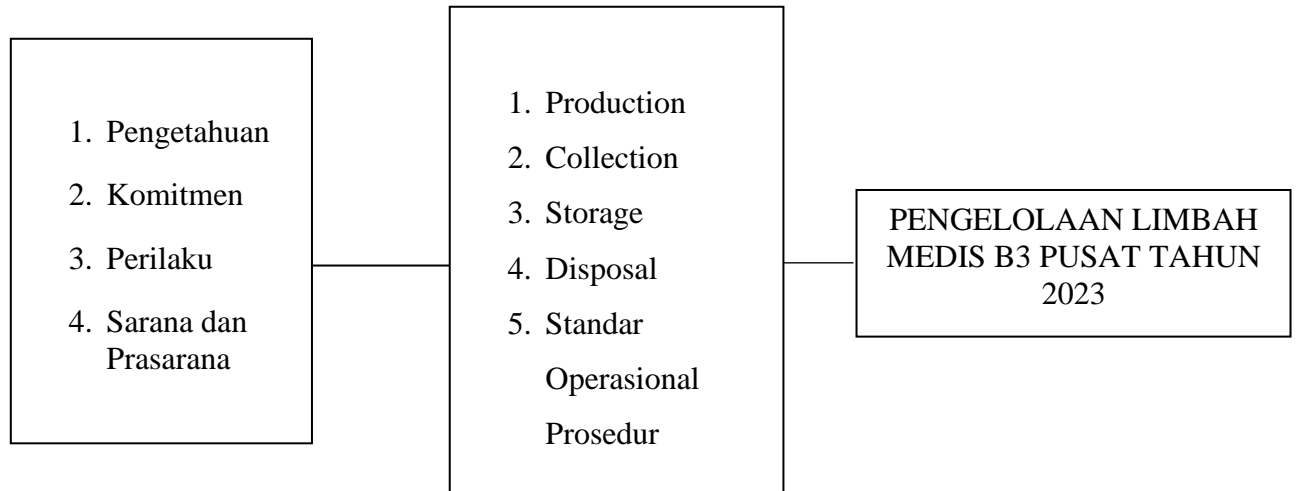 1. Pengetahuan
2. Komitmen
3. Perilaku
4. Sarana dan
Prasarana
1. Production
2. Collection
3. Storage
4. Disposal
5. Standar
Operasional
Prosedur
PENGELOLAAN LIMBAH
MEDIS B3 PUSAT TAHUN
2023